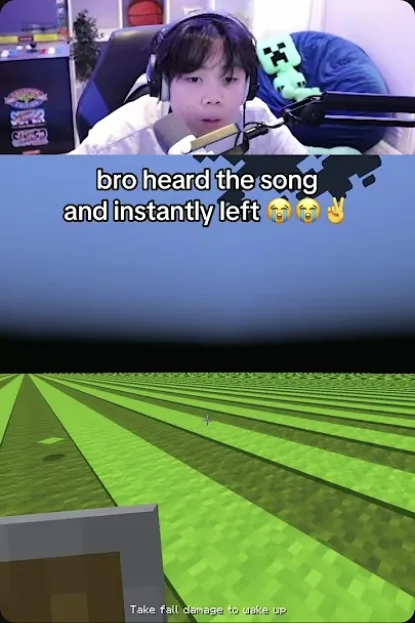 bro heard the song
and instantly left 😭😭✌️
Take fall damage to wake up